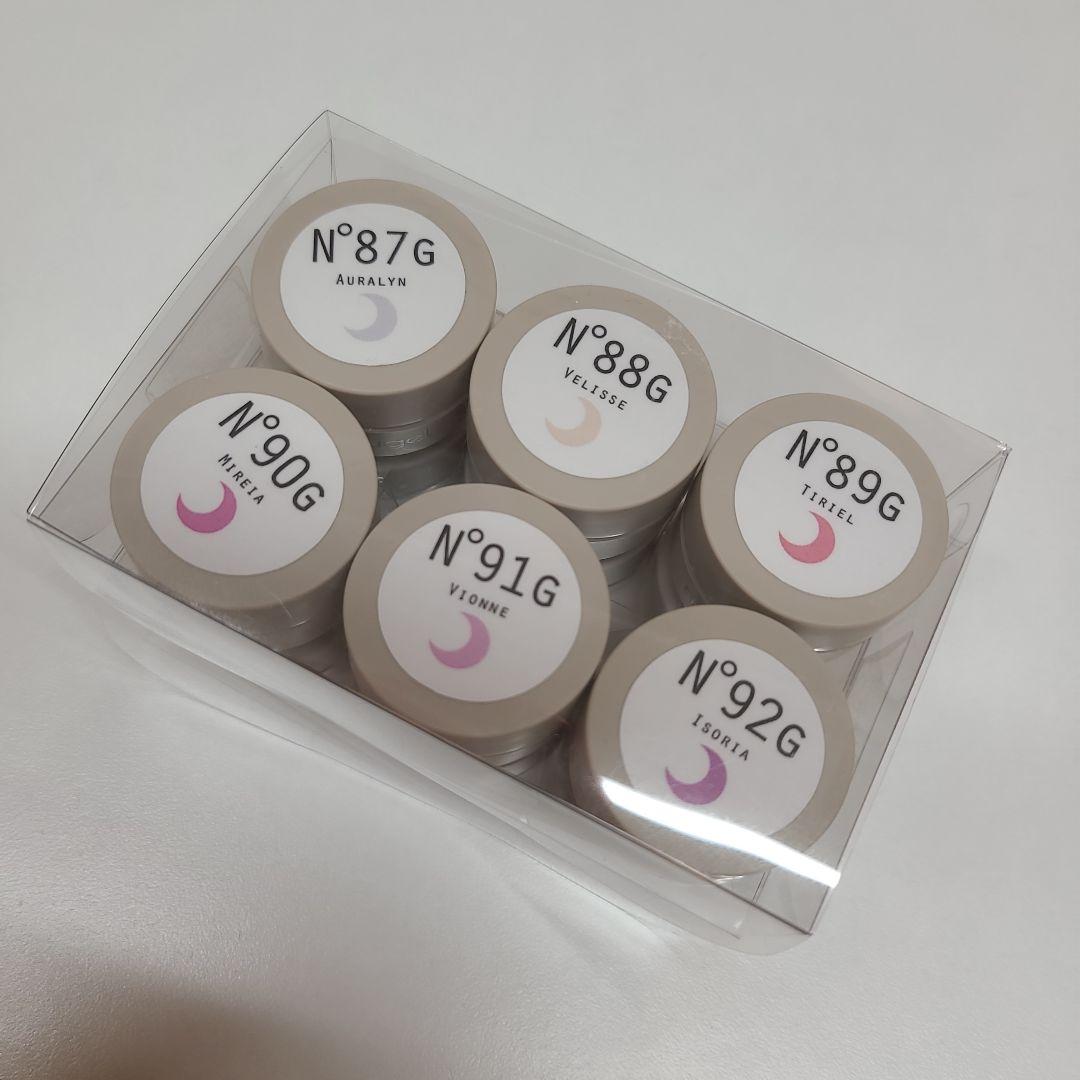 N°87G
AURALYN
N°88G
VELISSE
N°89G
TIRIEL
N°90G
MIREIA
N°91G
VIONNE
N°92G
ISORIA